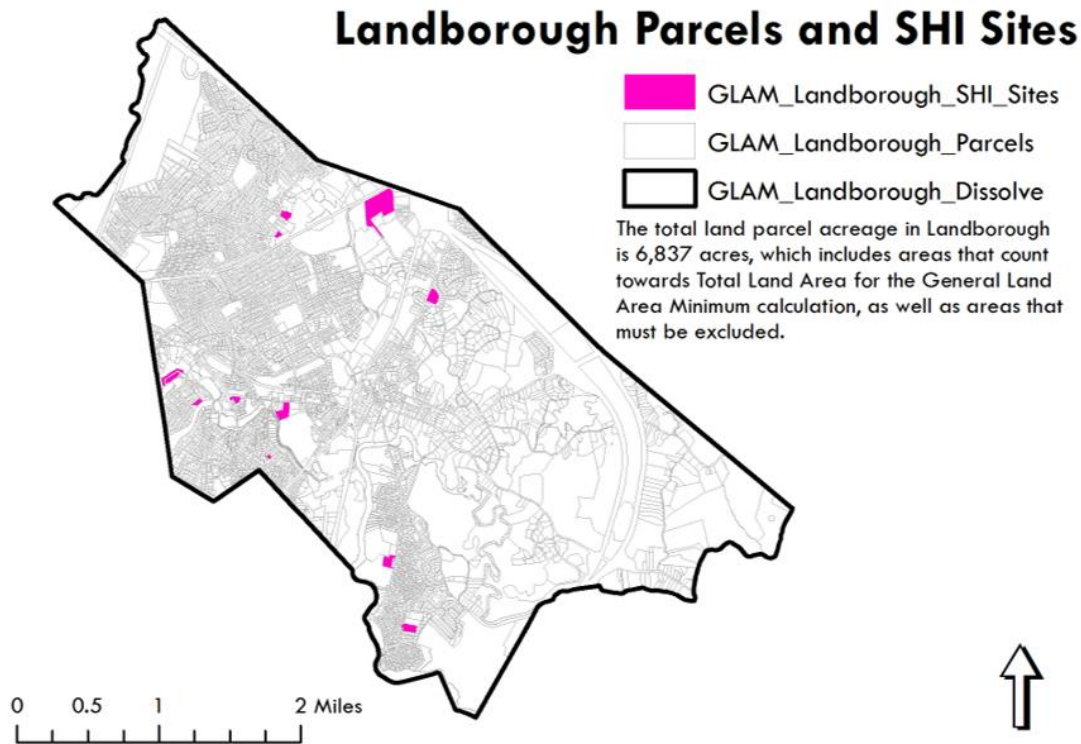 Landborough Parcels and SHI Sites
GLAM_Landborough_SHI_Sites
GLAM_Landborough_Parcels
GLAM_Landborough_Dissolve
The total land parcel acreage in Landborough
is 6,837 acres, which includes areas that count
towards Total Land Area for the General Land
Area Minimum calculation, as well as areas that
must be excluded.
0 0.5 1 2 Miles